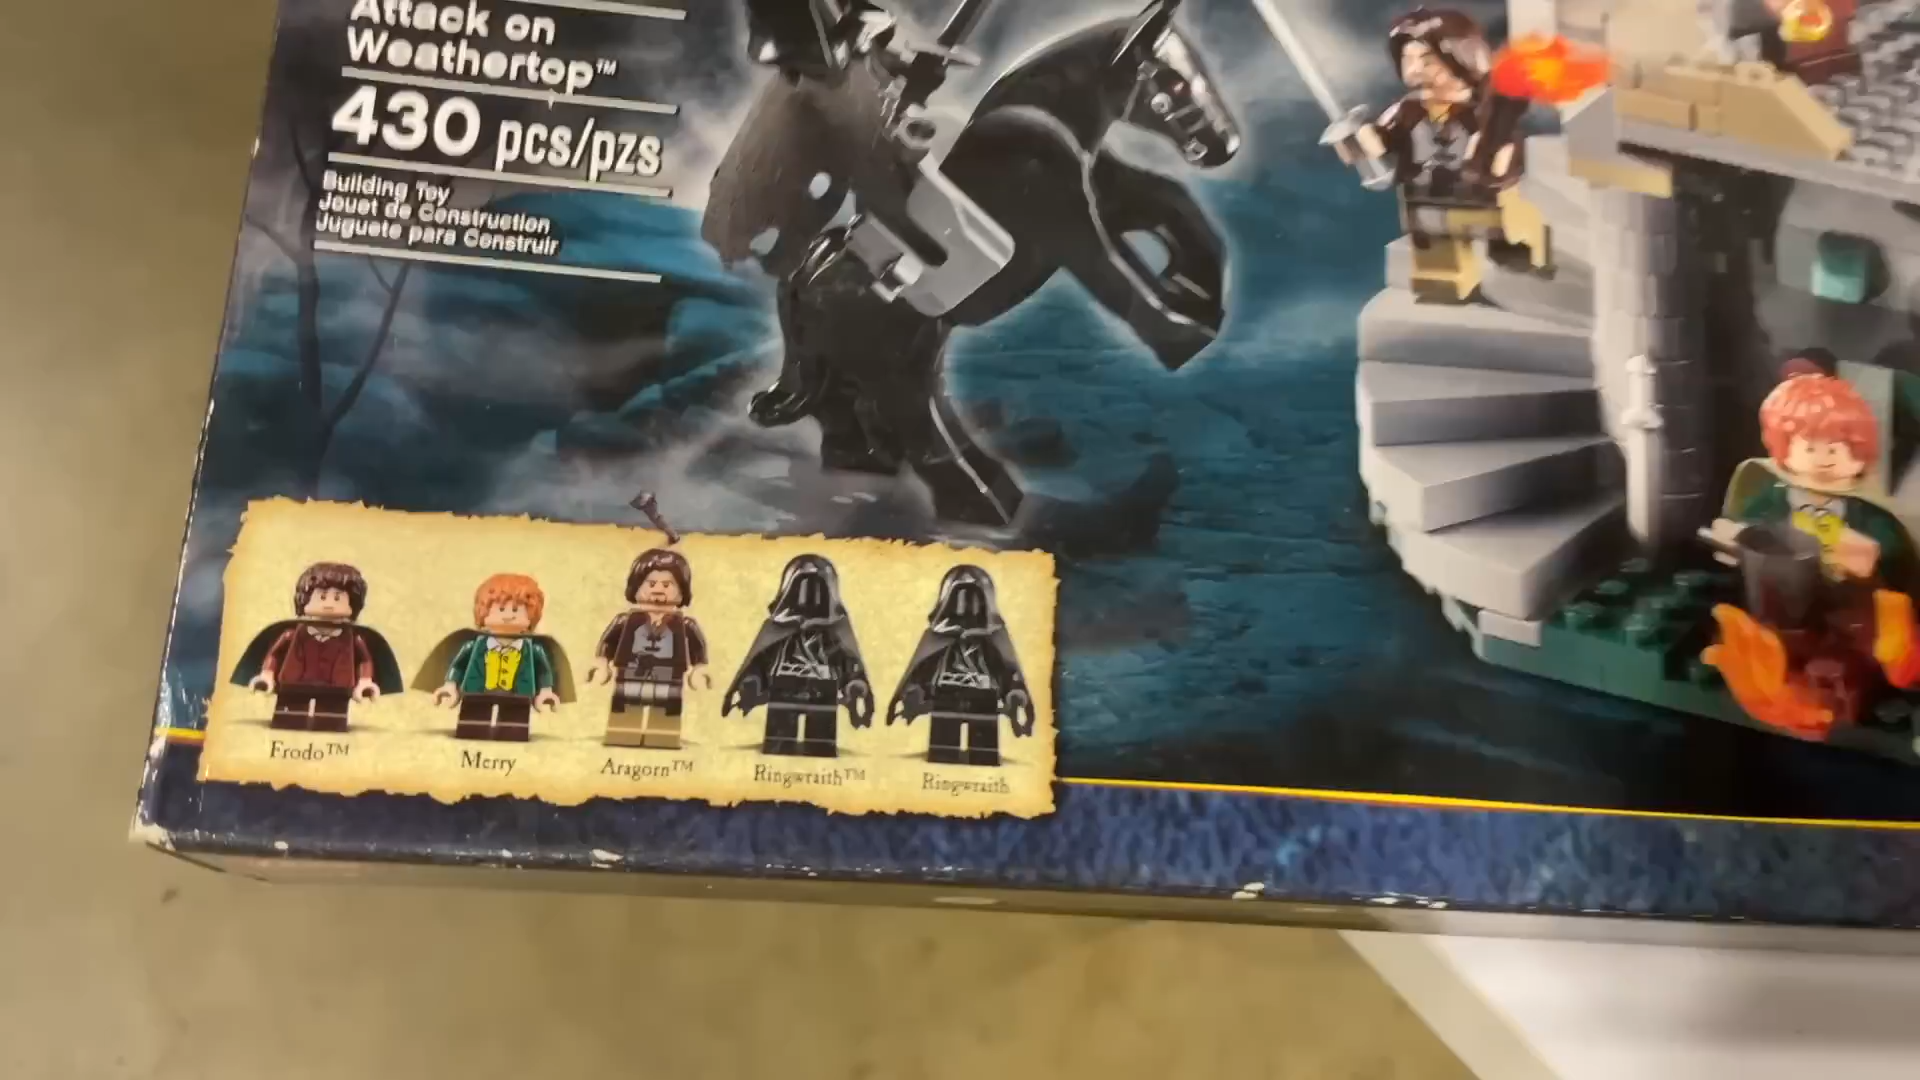 Attack on
Weathertop™
430 pcs/pzs
Building Toy
Jouet de Construction
Juguete para Construir
Frodo™
Merry
Aragorn™
Ringwraith™
Ringwraith